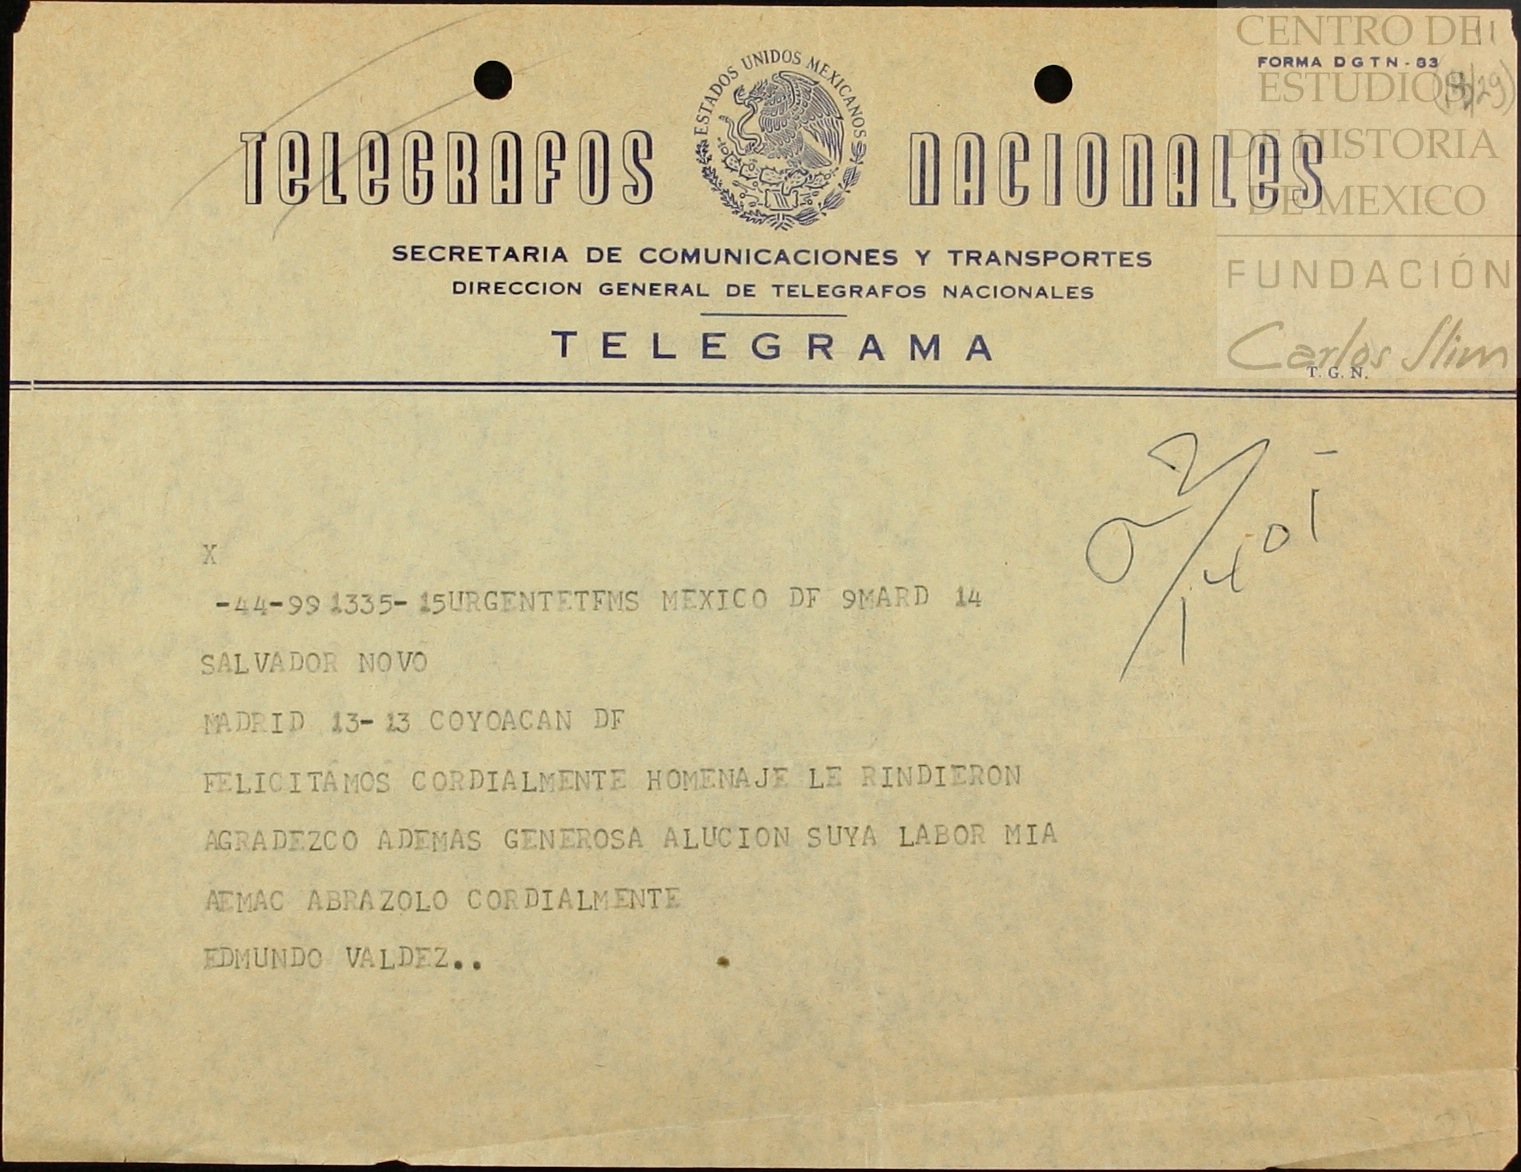 CENTRO DE
ESTUDIOS
DE HISTORIA
DE MEXICO
FUNDACIÓN
Carlos Slim
FORMA DGTN-83
ESTADOS UNIDOS MEXICANOS
TELEGRAFOS NACIONALES
SECRETARIA DE COMUNICACIONES Y TRANSPORTES
DIRECCION GENERAL DE TELEGRAFOS NACIONALES
TELEGRAMA
T. G. N.
X
-44-99 1335- 15URGENTETFMS MEXICO DF 9MARD 14
SALVADOR NOVO
MADRID 13-13 COYOACAN DF
FELICITAMOS CORDIALMENTE HOMENAJE LE RINDIERON
AGRADEZCO ADEMAS GENEROSA ALUCION SUYA LABOR MIA
AEMAC ABRAZOLO CORDIALMENTE
EDMUNDO VALDEZ..